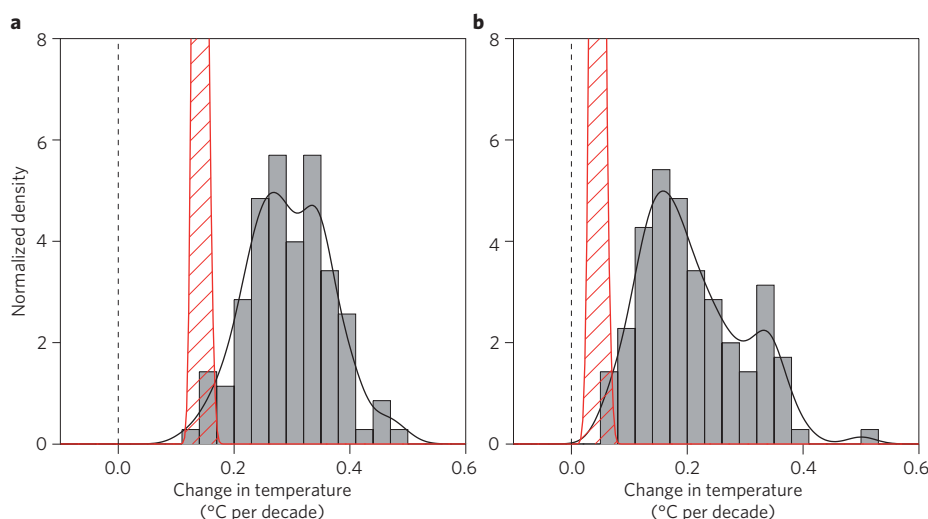 a
b
8
6
4
2
0
Normalized density
0.0
0.2
0.4
0.6
Change in temperature
(°C per decade)
8
6
4
2
0
0.0
0.2
0.4
0.6
Change in temperature
(°C per decade)